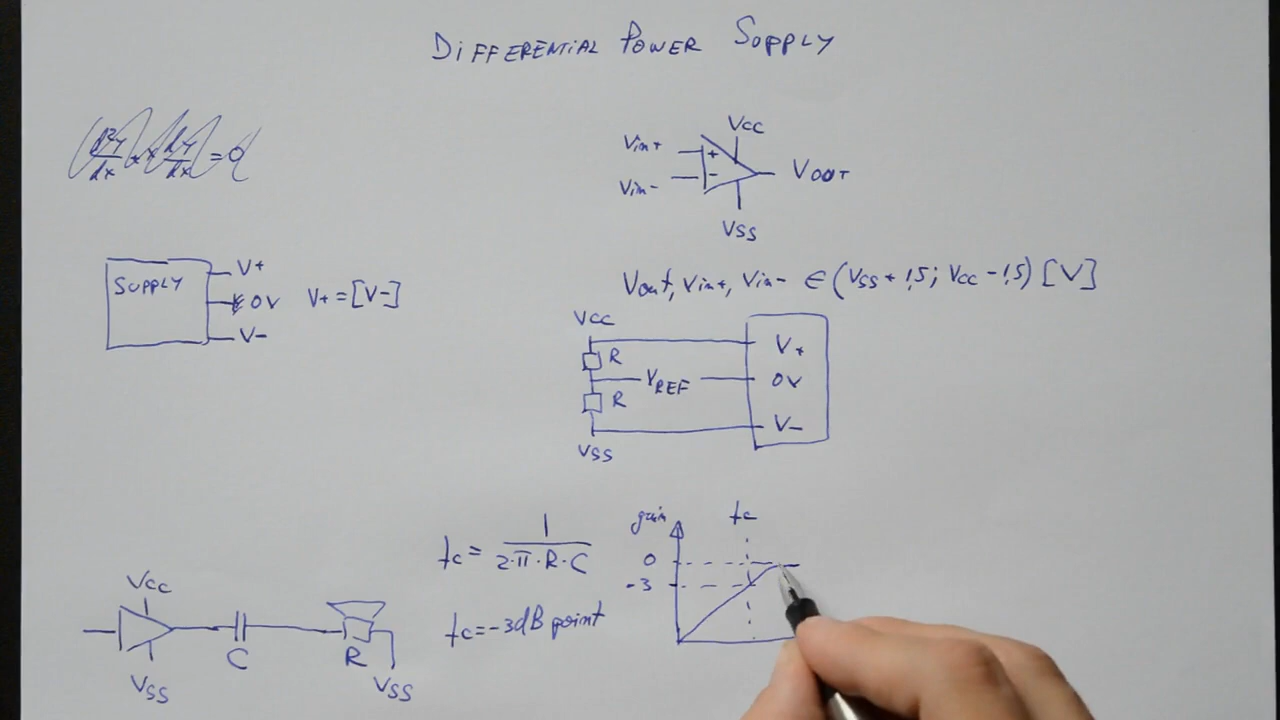 DIFFERENTIAL POWER SUPPLY
VCC
Vin+
+
Vin-
-
VOUT
VSS
SUPPLY
V+
0V
V-
V+=[V-]
Vout, Vin+, Vin- ∈ (VSS + 1,5; VCC - 1,5) [V]
VCC
R
VREF
R
VSS
V+
0V
V-
VCC
VSS
C
R
VSS
fc = 1/2·π·R·C
fc=-3dB point
gain
fc
0
-3